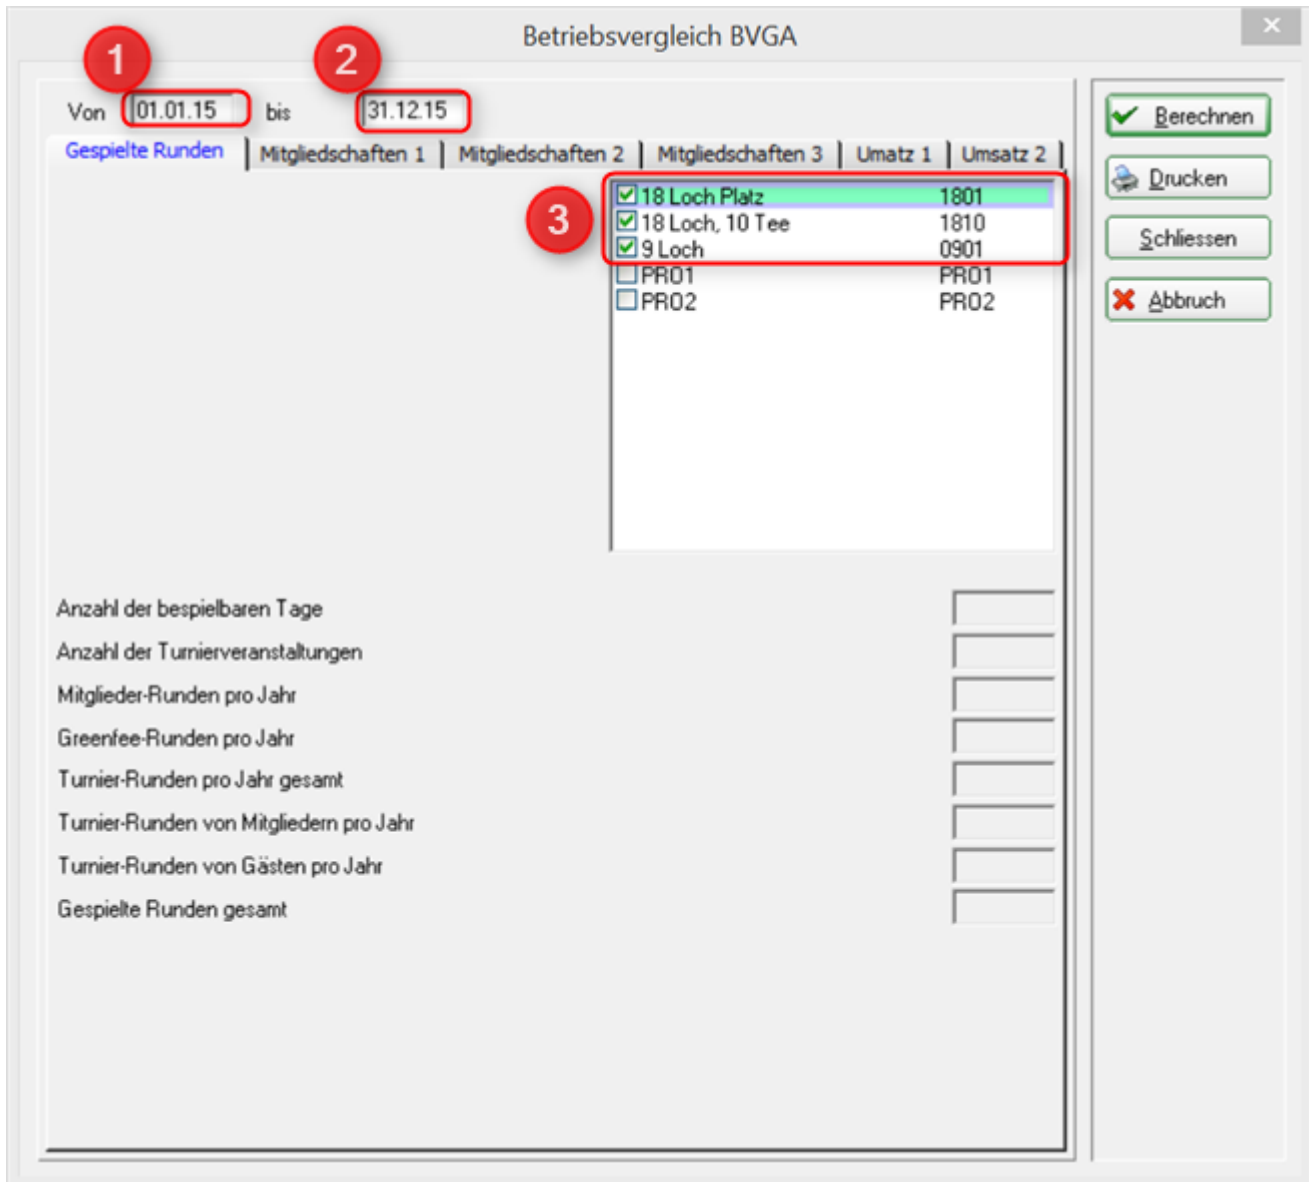 Betriebsvergleich BVGA
1 2
Von 01.01.15 bis 31.12.15
Gespielte Runden Mitgliedschaften 1 Mitgliedschaften 2 Mitgliedschaften 3 Umatz 1 Umsatz 2
3
18 Loch Platz 1801
18 Loch, 10 Tee 1810
9 Loch 0901
PRO1 PRO1
PRO2 PRO2
Anzahl der bespielbaren Tage
Anzahl der Turnierveranstaltungen
Mitglieder-Runden pro Jahr
Greenfee-Runden pro Jahr
Turnier-Runden pro Jahr gesamt
Turnier-Runden von Mitgliedern pro Jahr
Turnier-Runden von Gästen pro Jahr
Gespielte Runden gesamt
Berechnen
Drucken
Schliessen
Abbruch